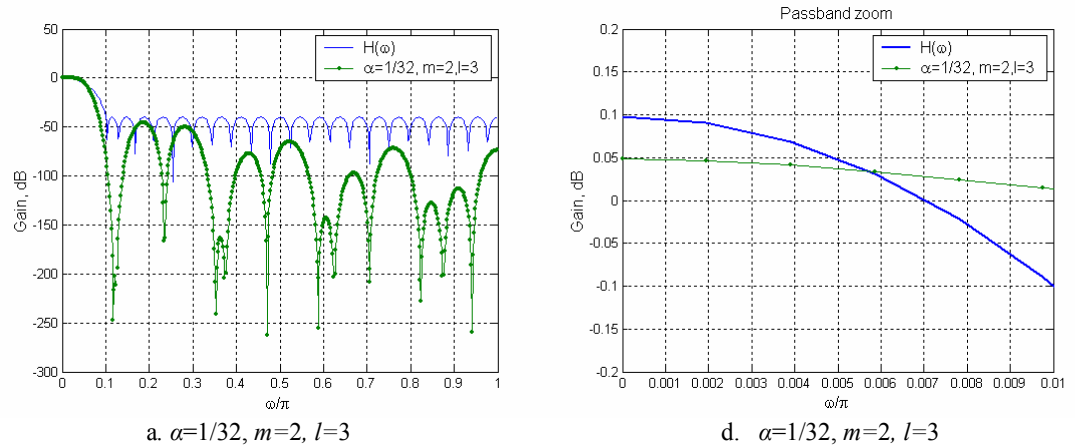 50
0
-50
-100
-150
-200
-250
-300
Gain, dB
0 0.1 0.2 0.3 0.4 0.5 0.6 0.7 0.8 0.9 1
ω/π
H(ω)
α=1/32, m=2,l=3
a. α=1/32, m=2, l=3
Passband zoom
0.2
0.15
0.1
0.05
0
-0.05
-0.1
-0.15
-0.2
Gain, dB
0 0.001 0.002 0.003 0.004 0.005 0.006 0.007 0.008 0.009 0.01
ω/π
H(ω)
α=1/32, m=2,l=3
d. α=1/32, m=2, l=3